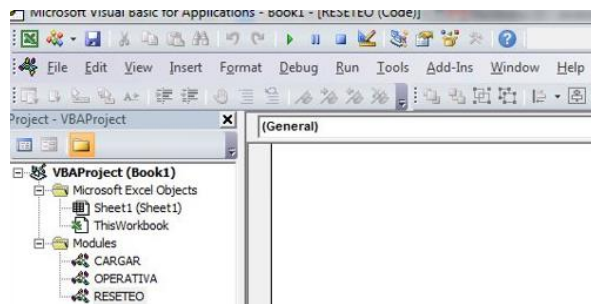 Microsoft Visual Basic for Applications - Book1 - [RESETEO (Code)]
File Edit View Insert Format Debug Run Tools Add-Ins Window Help
Project - VBAProject
(General)
VBAProject (Book1)
Microsoft Excel Objects
Sheet1 (Sheet1)
ThisWorkbook
Modules
CARGAR
OPERATIVA
RESETEO